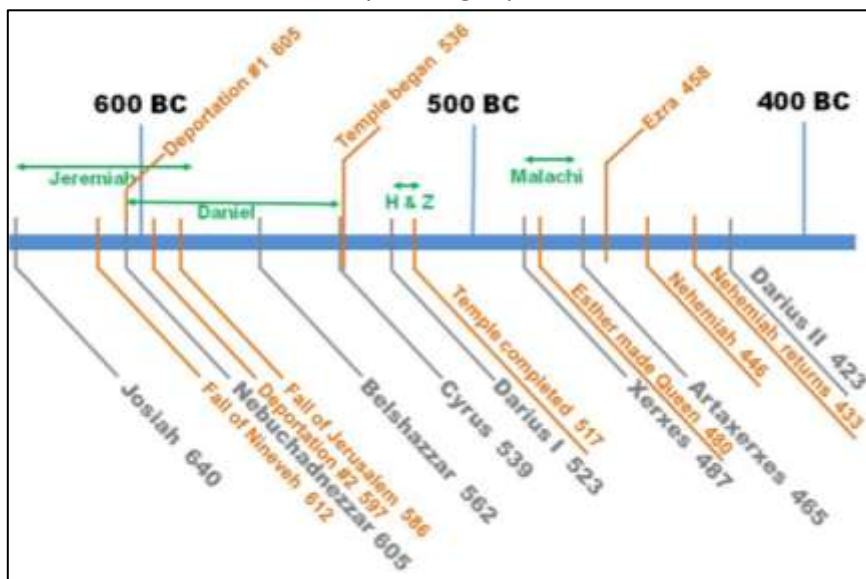 600 BC
Deportation #1 605
Temple began 536
500 BC
Ezra 458
400 BC
Jeremiah
Daniel
H & Z
Malachi
Josiah 640
Fall of Nineveh 612
Nebuchadnezzar 605
Deportation #2 597
Fall of Jerusalem 586
Belshazzar 562
Cyrus 539
Darius I 523
Temple completed 517
Xerxes 487
Esther made Queen 480
Artaxerxes 465
Nehemiah 446
Nehemiah returns 433
Darius II 423